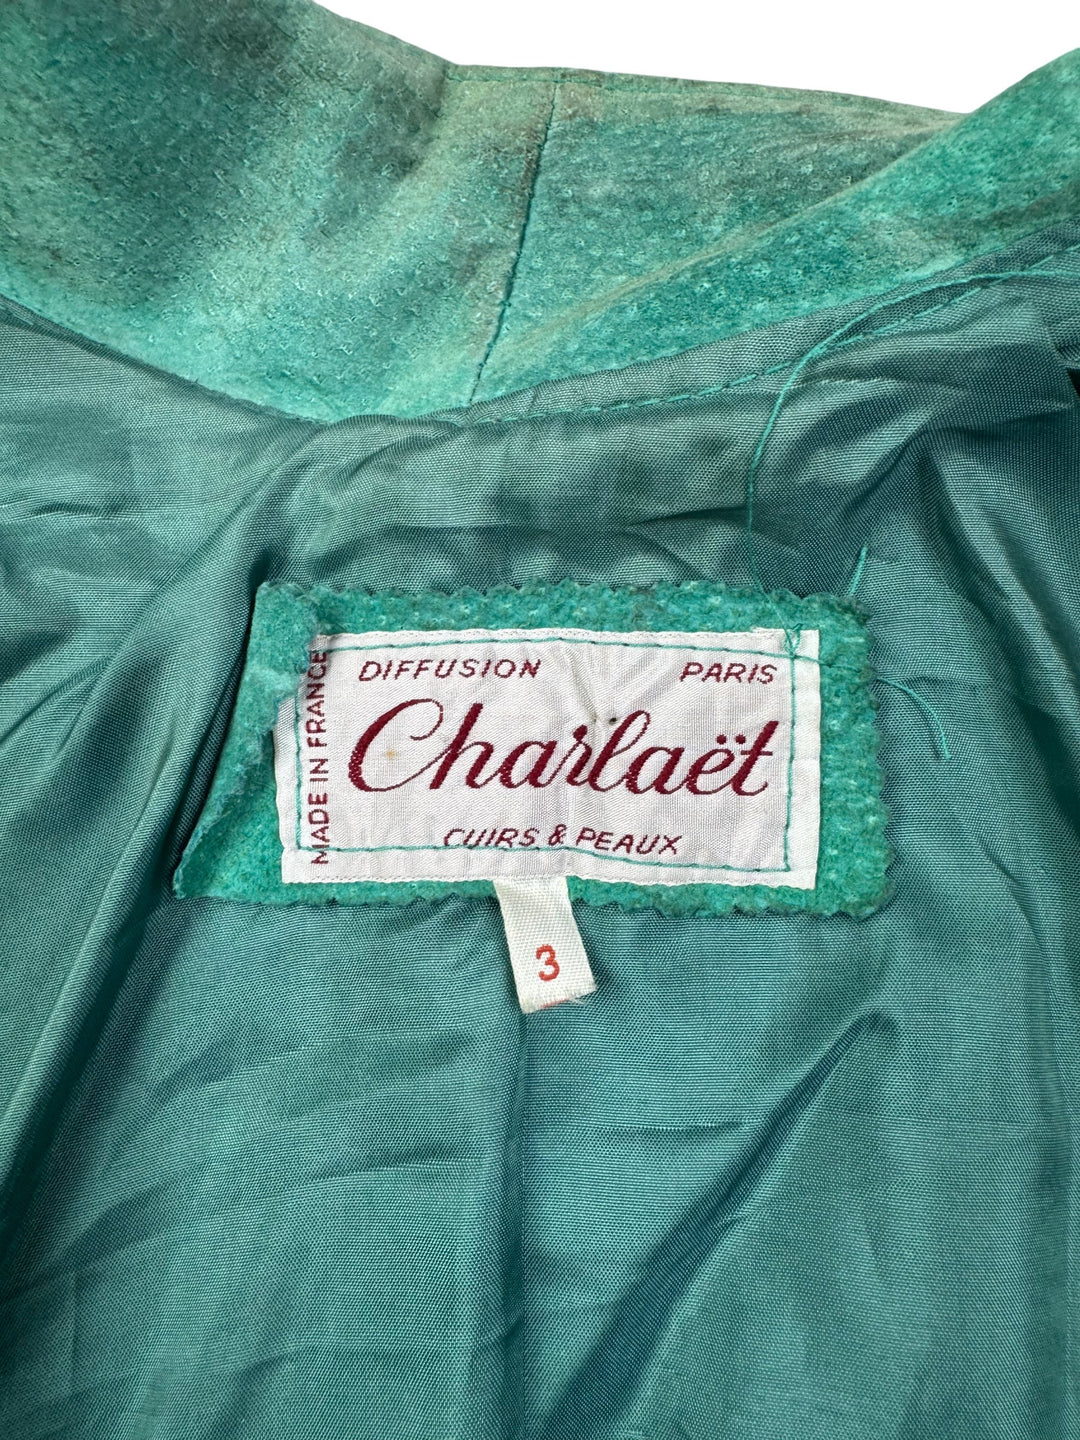 DIFFUSION PARIS
Charlaët
CUIRS & PEAUX
MADE IN FRANCE
3